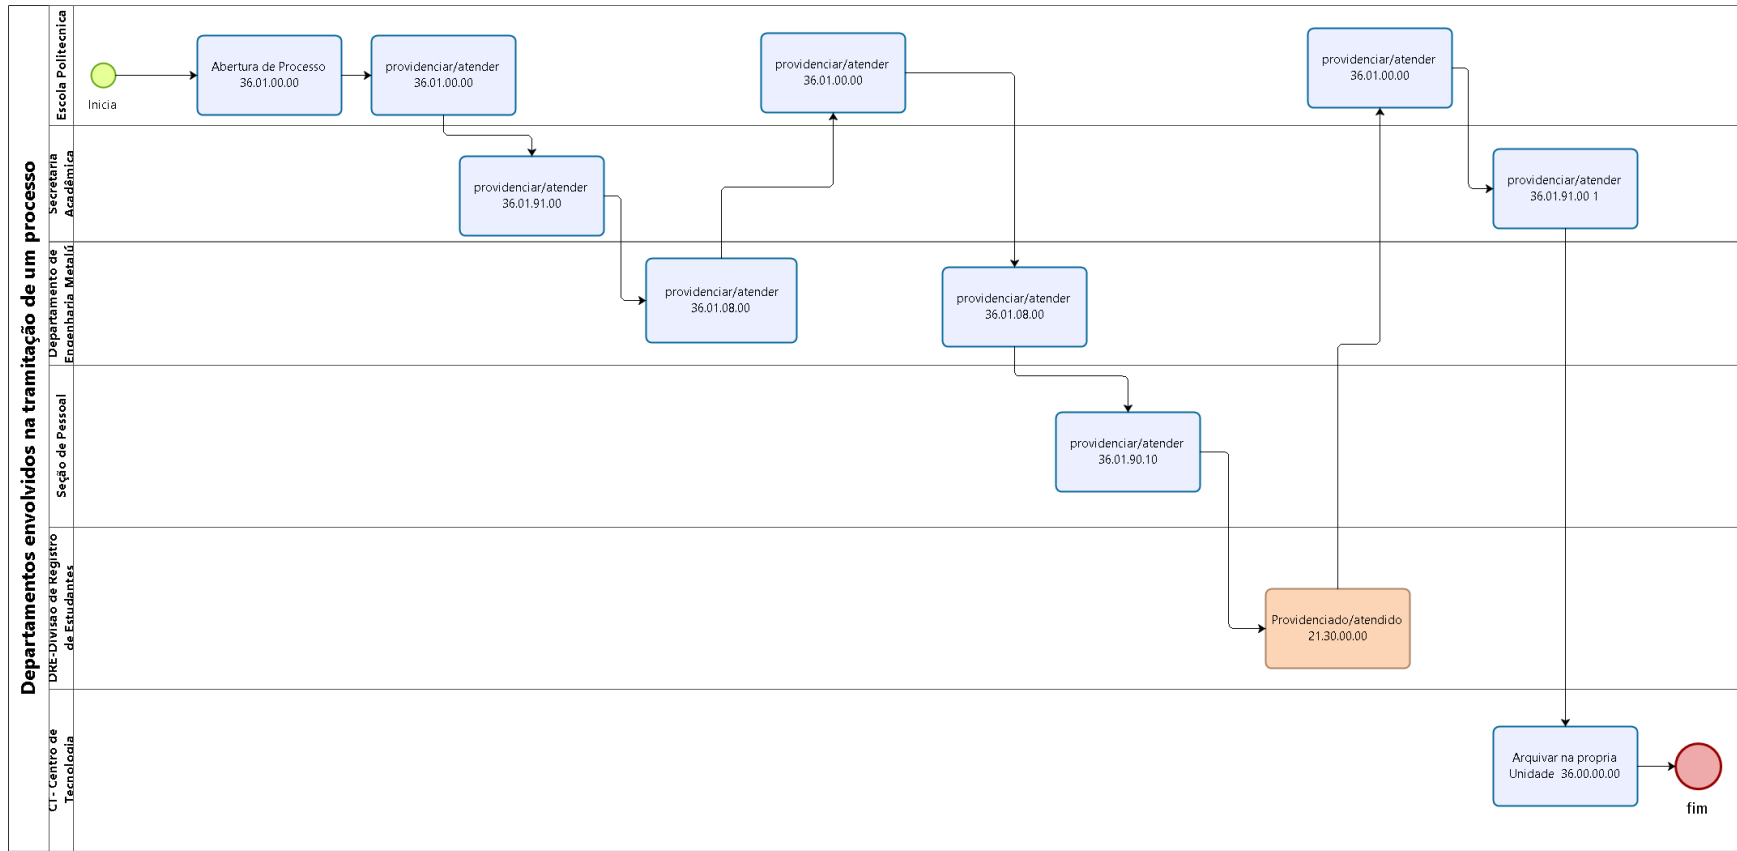 Departamentos envolvidos na tramitação de um processo
Escola Politecnica
Inicia
Abertura de Processo
36.01.00.00
providenciar/atender
36.01.00.00
providenciar/atender
36.01.00.00
providenciar/atender
36.01.00.00
Secretaria
Acadêmica
providenciar/atender
36.01.91.00
providenciar/atender
36.01.91.00 1
Departamento de
Engenharia Metalú
providenciar/atender
36.01.08.00
providenciar/atender
36.01.08.00
Seção de Pessoal
providenciar/atender
36.01.90.10
DRE-Divisão de Registro
de Estudantes
Providenciado/atendido
21.30.00.00
CT- Centro de
Tecnologia
Arquivar na propria
Unidade 36.00.00.00
fim